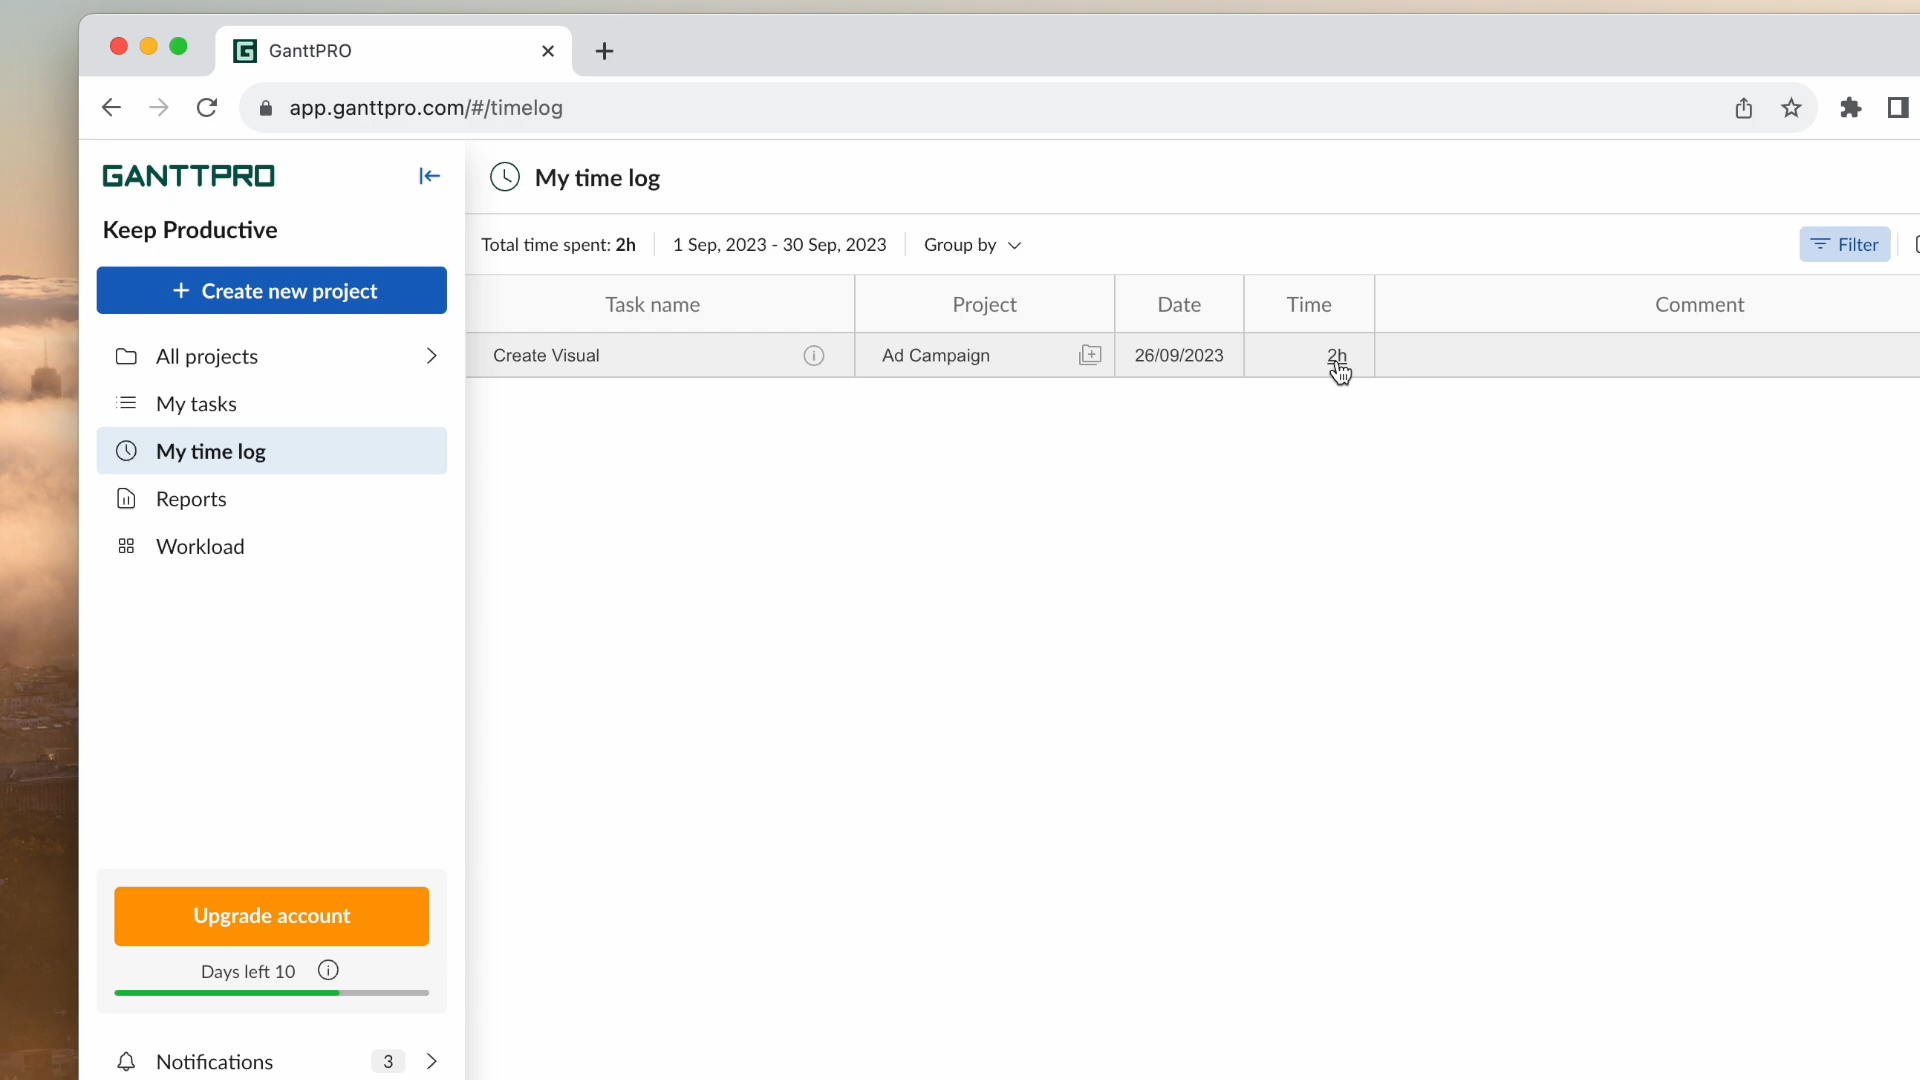 GanttPRO
app.ganttpro.com/#/timelog
GANTTPRO
My time log
Keep Productive
Total time spent: 2h
1 Sep, 2023 - 30 Sep, 2023
Group by
Filter
+ Create new project
Task name
Project
Date
Time
Comment
Create Visual
Ad Campaign
26/09/2023
2h
All projects
My tasks
My time log
Reports
Workload
Upgrade account
Days left 10
Notifications
3